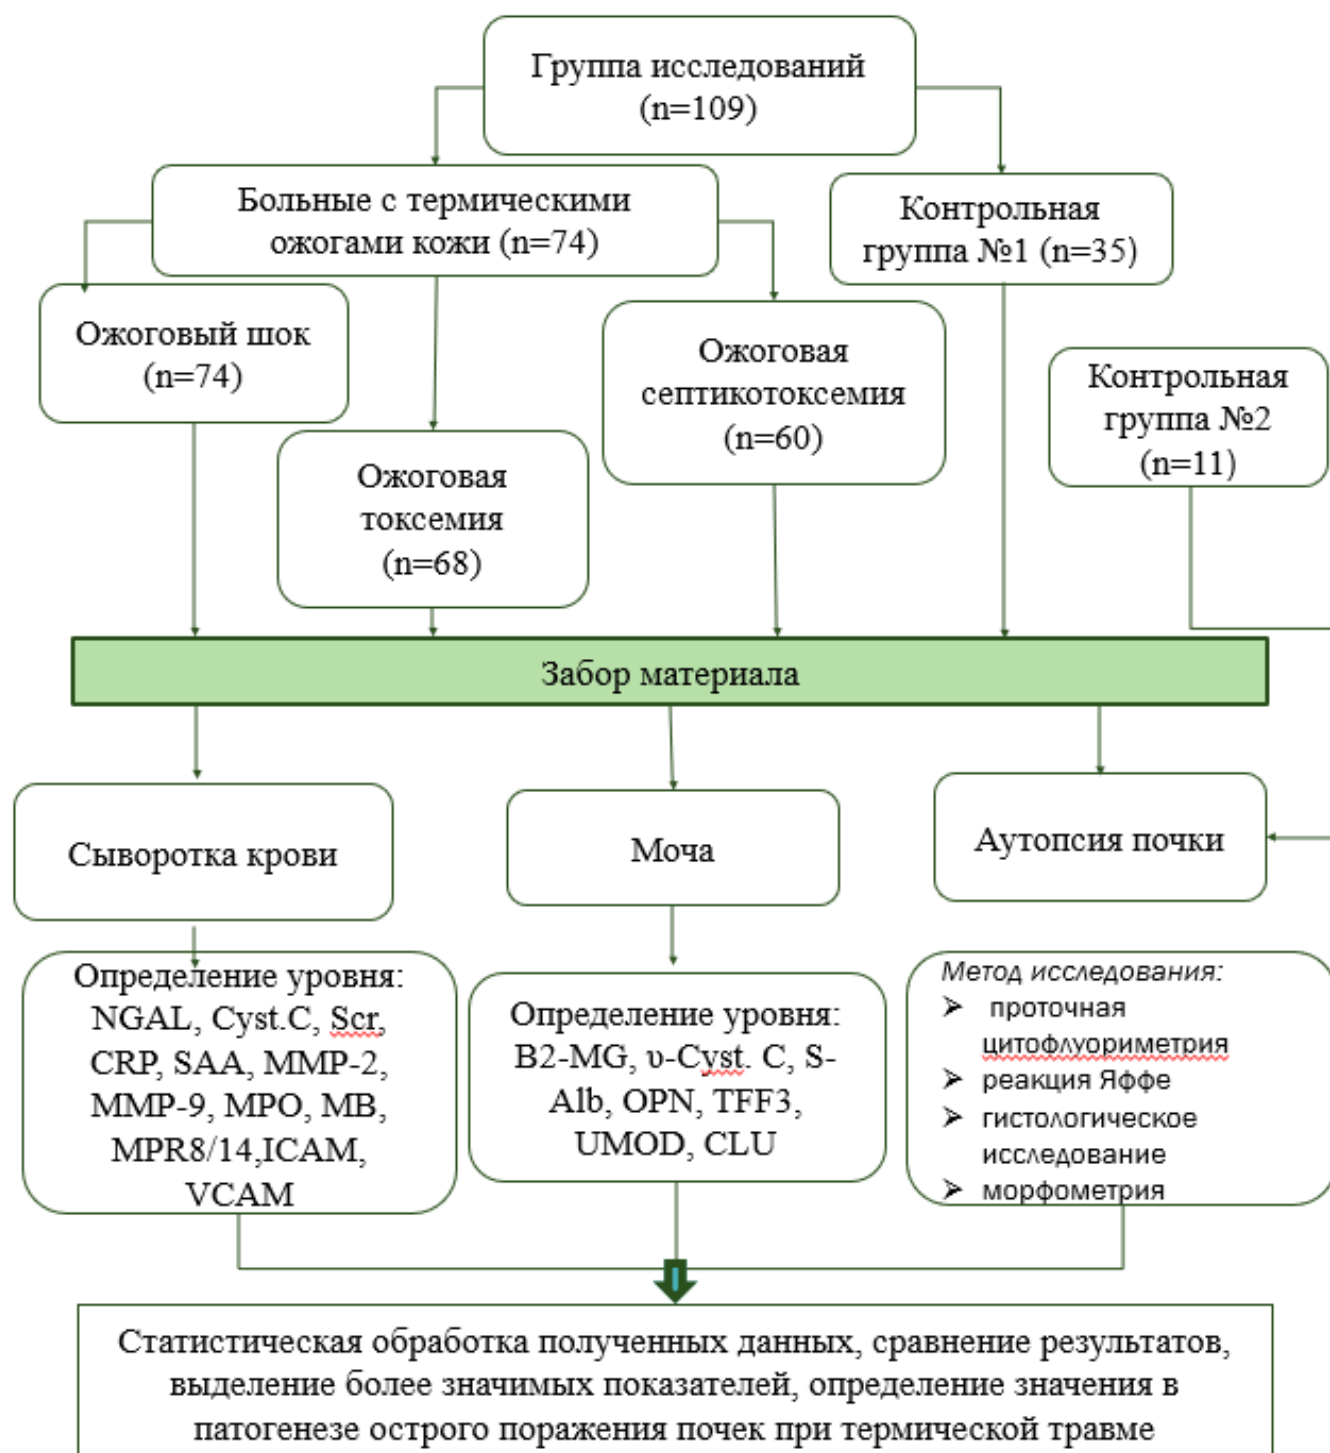 Группа исследований
(n=109)
Больные с термическими
ожогами кожи (n=74)
Контрольная
группа №1 (n=35)
Ожоговый шок
(n=74)
Ожоговая
септикотоксемия
(n=60)
Контрольная
группа №2
(n=11)
Ожоговая
токсемия
(n=68)
Забор материала
Сыворотка крови
Моча
Аутопсия почки
Определение уровня:
NGAL, Cyst.C, Scr,
CRP, SAA, MMP-2,
MMP-9, MPO, MB,
MPR8/14,ICAM,
VCAM
Определение уровня:
B2-MG, υ-Cyst. C, S-
Alb, OPN, TFF3,
UMOD, CLU
Метод исследования:
➢ проточная
цитофлуориметрия
➢ реакция Яффе
➢ гистологическое
исследование
➢ морфометрия
Статистическая обработка полученных данных, сравнение результатов,
выделение более значимых показателей, определение значения в
патогенезе острого поражения почек при термической травме